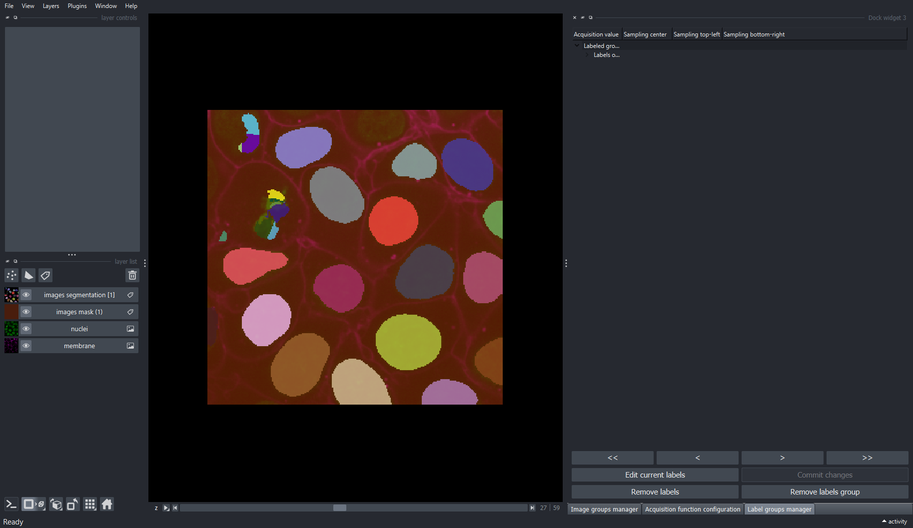 File View Layers Plugins Window Help
layer controls
Dock widget 3
Acquisition value Sampling center Sampling top-left Sampling bottom-right
Labeled gro...
Labels o...
layer list
images segmentation [1]
images mask (1)
nuclei
membrane
<< < > >>
Edit current labels Commit changes
Remove labels Remove labels group
z 27 59
Image groups manager Acquisition function configuration Label groups manager
Ready
activity